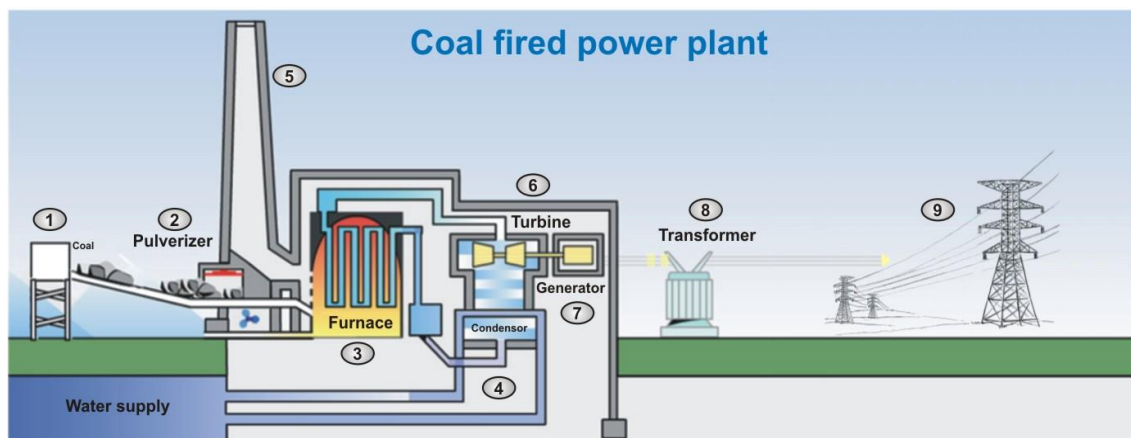 Coal fired power plant
5
6
1
2
8
9
Coal
Pulverizer
Turbine
Transformer
Generator
7
Furnace
Condensor
3
4
Water supply